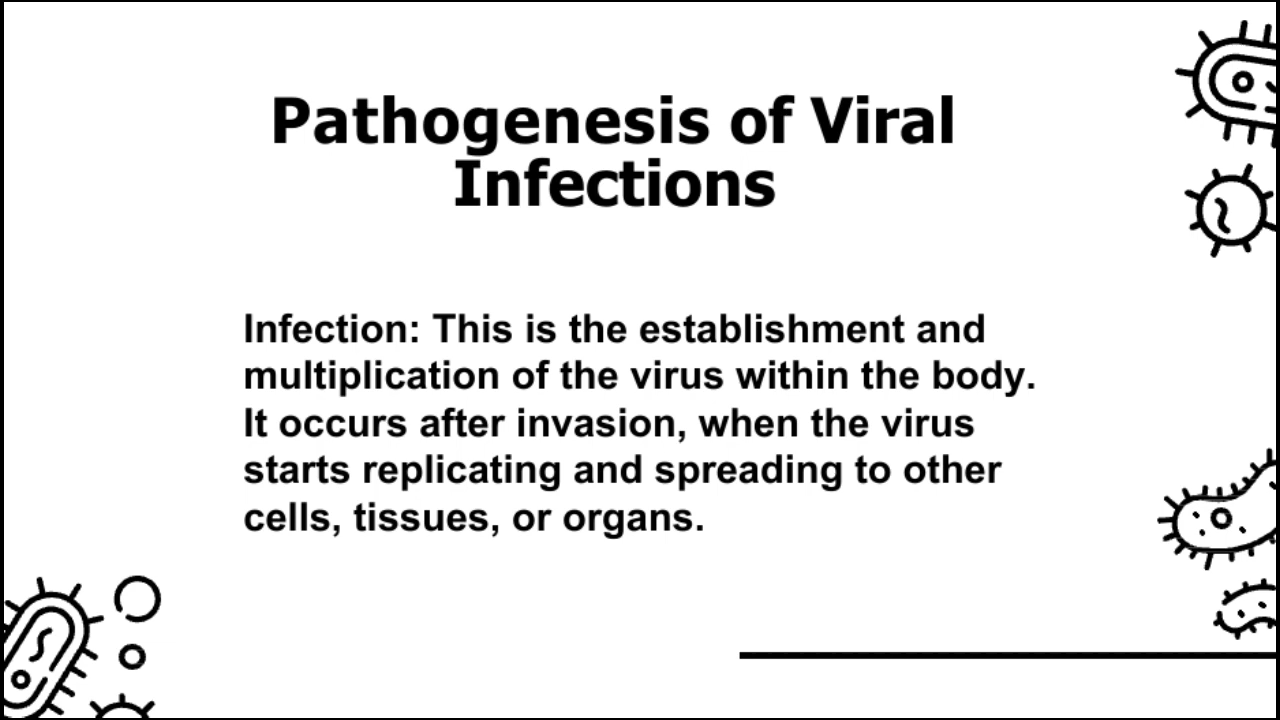 Pathogenesis of Viral
Infections
Infection: This is the establishment and
multiplication of the virus within the body.
It occurs after invasion, when the virus
starts replicating and spreading to other
cells, tissues, or organs.